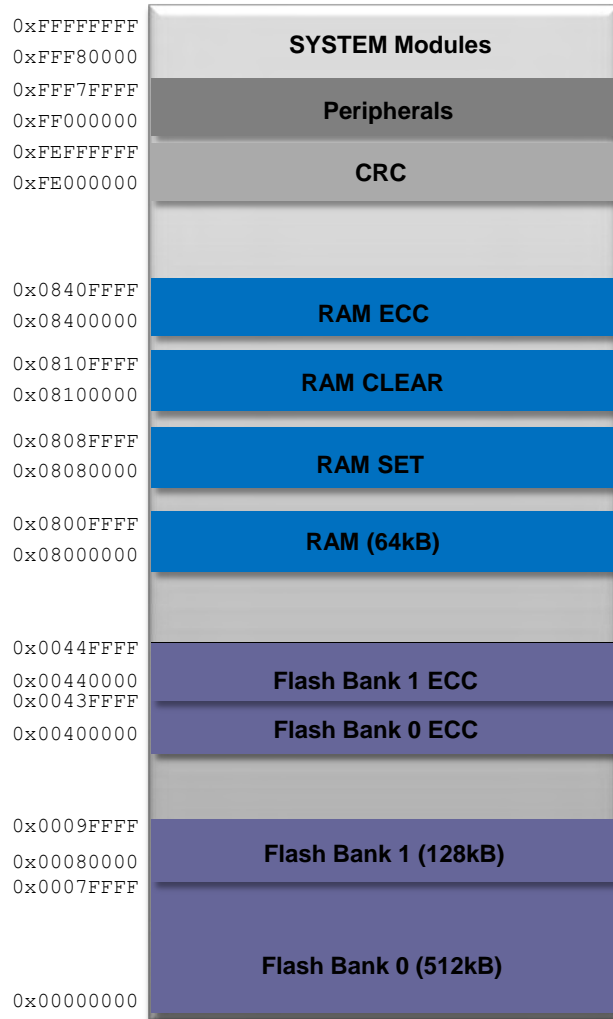 0xFFFFFFFF
SYSTEM Modules
0xFFF80000
0xFFF7FFFF
Peripherals
0xFF000000
0xFEFFFFFF
CRC
0xFE000000
0x0840FFFF
RAM ECC
0x08400000
0x0810FFFF
RAM CLEAR
0x08100000
0x0808FFFF
RAM SET
0x08080000
0x0800FFFF
RAM (64kB)
0x08000000
0x0044FFFF
Flash Bank 1 ECC
0x00440000
0x0043FFFF
Flash Bank 0 ECC
0x00400000
0x0009FFFF
Flash Bank 1 (128kB)
0x00080000
0x0007FFFF
Flash Bank 0 (512kB)
0x00000000